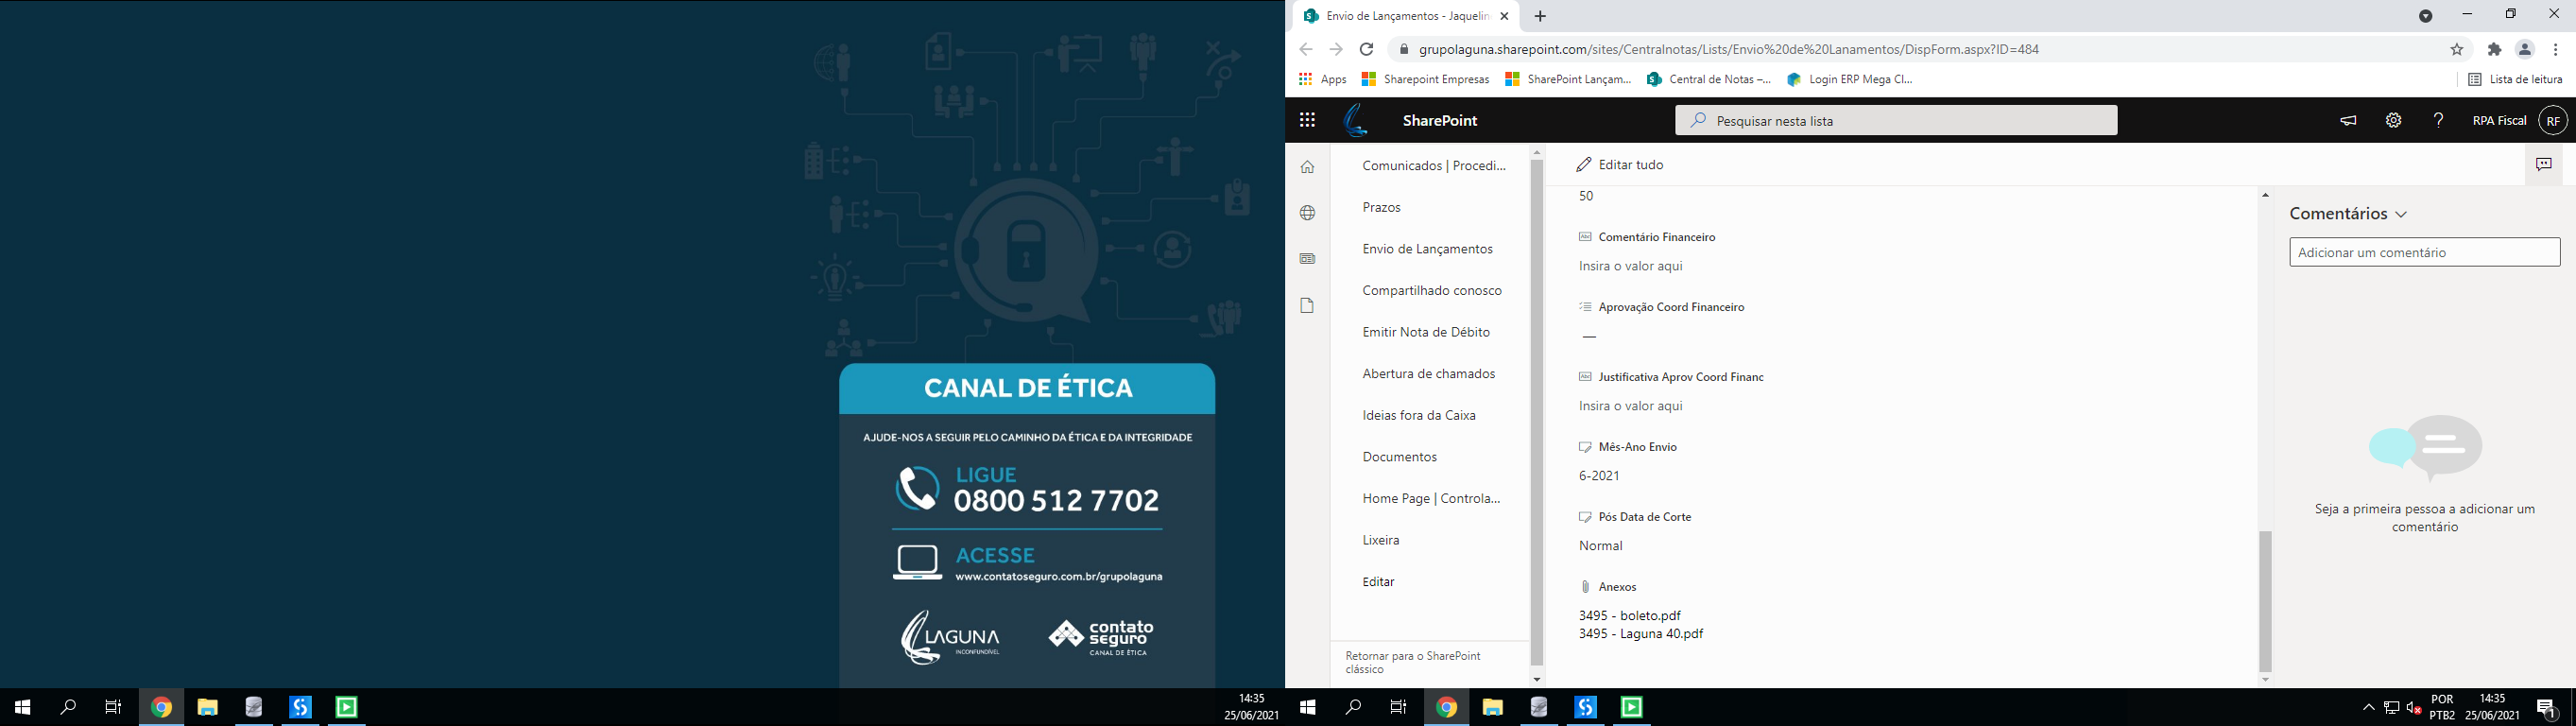 CANAL DE ÉTICA
AJUDE-NOS A SEGUIR PELO CAMINHO DA ÉTICA E DA INTEGRIDADE
LIGUE
0800 512 7702
ACESSE
www.contatoseguro.com.br/grupolaguna
LAGUNA
INCONFUNDÍVEL
contato
seguro
CANAL DE ÉTICA
14:35
25/06/2021
Envio de Lançamentos - Jaquelin
grupolaguna.sharepoint.com/sites/Centralnotas/Lists/Envio%20de%20Lanamentos/DispForm.aspx?ID=484
Apps
Sharepoint Empresas
SharePoint Lançam...
Central de Notas –...
Login ERP Mega Cl...
Lista de leitura
SharePoint
Pesquisar nesta lista
RPA Fiscal
RF
Comunicados | Procedi...
Prazos
Envio de Lançamentos
Compartilhado conosco
Emitir Nota de Débito
Abertura de chamados
Ideias fora da Caixa
Documentos
Home Page | Controla...
Lixeira
Editar
Retornar para o SharePoint
clássico
Editar tudo
50
Comentário Financeiro
Insira o valor aqui
Aprovação Coord Financeiro
—
Justificativa Aprov Coord Financ
Insira o valor aqui
Mês-Ano Envio
6-2021
Pós Data de Corte
Normal
Anexos
3495 - boleto.pdf
3495 - Laguna 40.pdf
Comentários
Adicionar um comentário
Seja a primeira pessoa a adicionar um
comentário
POR
PTB2
14:35
25/06/2021
1